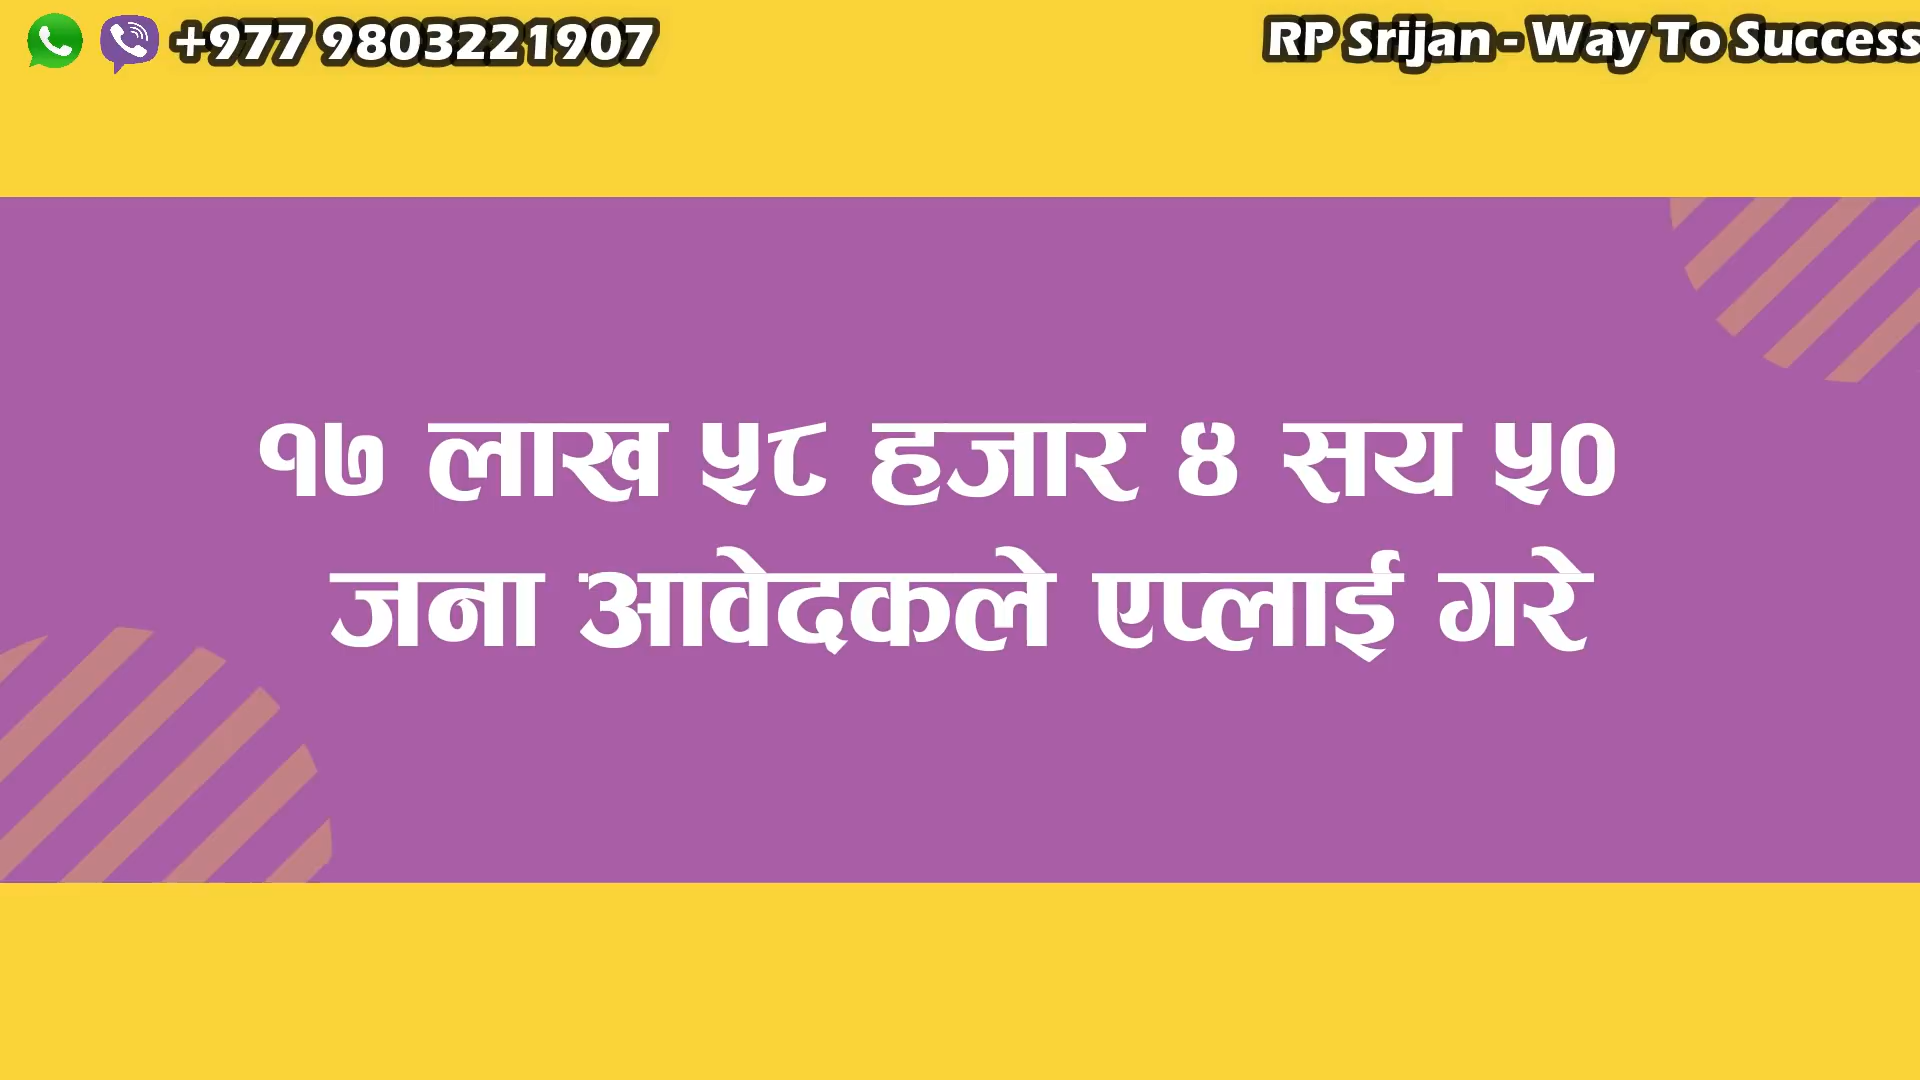 +977 9803221907
RP Srijan - Way To Success
१७ लाख ५८ हजार ४ सय ५०
जना आवेदकले एप्लाई गरे